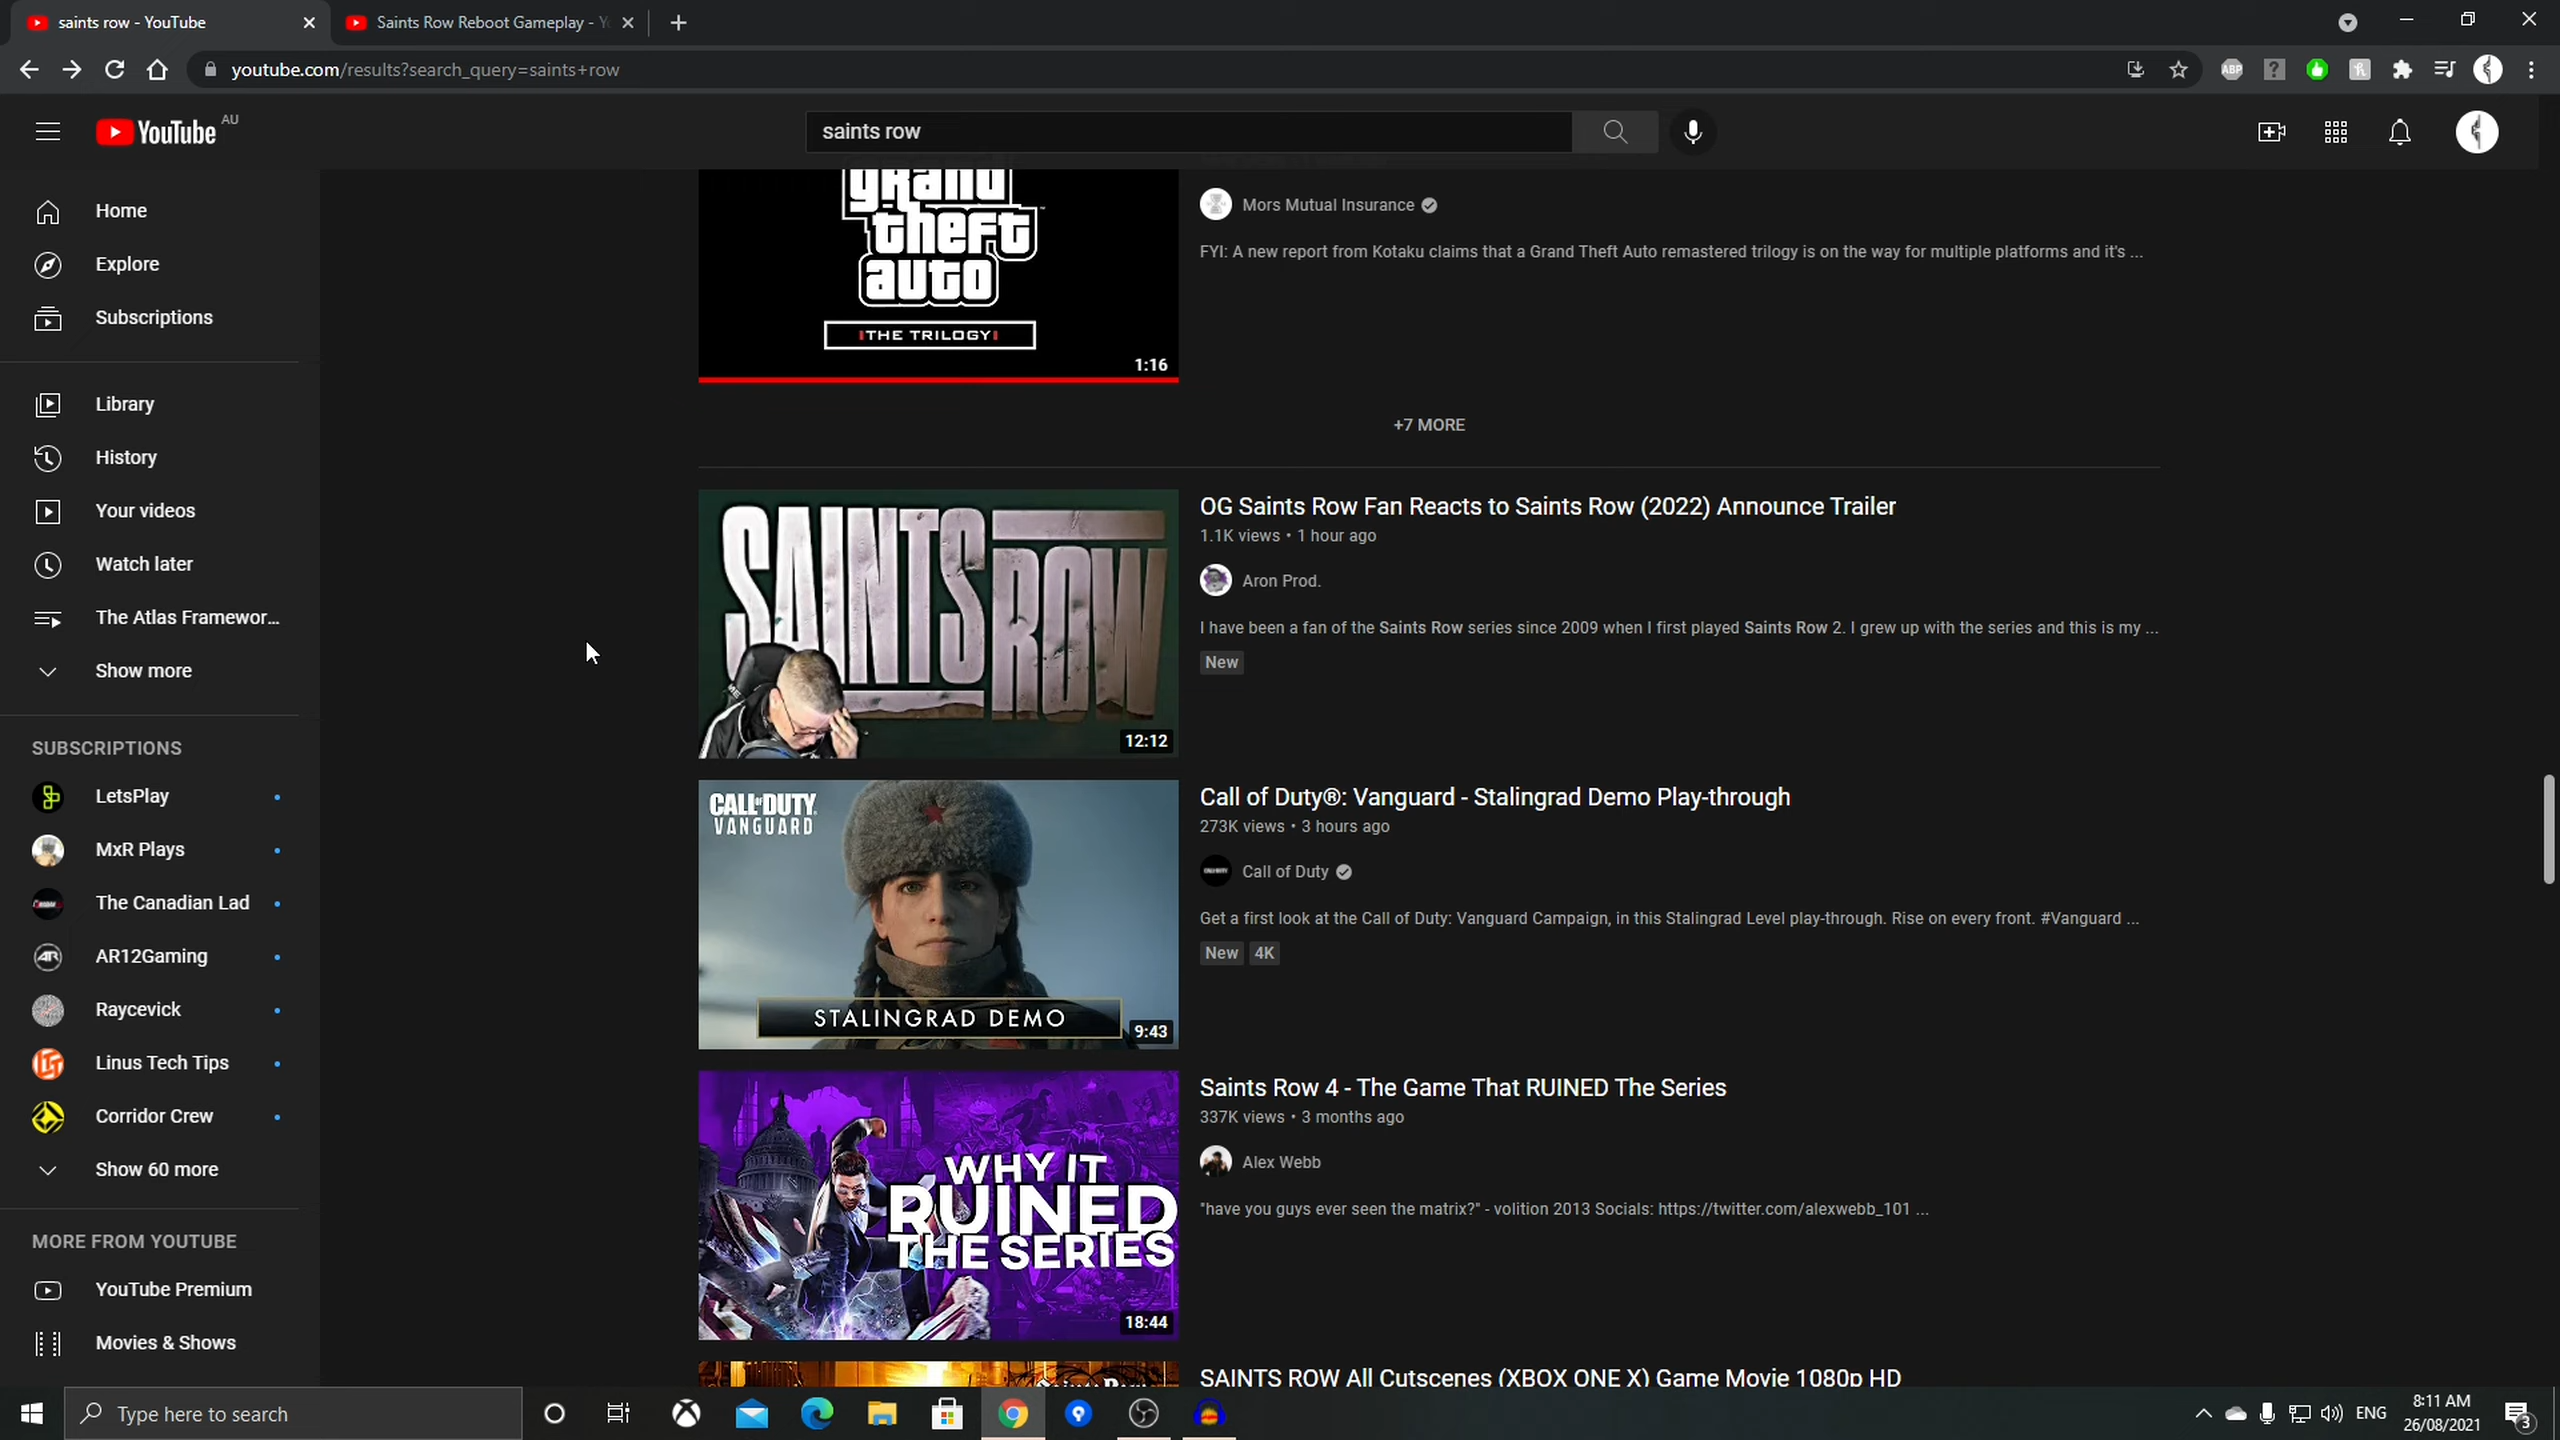 saints row - YouTube
Saints Row Reboot Gameplay - Yo
youtube.com/results?search_query=saints+row
ABP
YouTube AU
saints row
Home
Explore
Subscriptions
Library
History
Your videos
Watch later
The Atlas Framewor...
Show more
SUBSCRIPTIONS
LetsPlay
MxR Plays
The Canadian Lad
AR12Gaming
Raycevick
Linus Tech Tips
Corridor Crew
Show 60 more
MORE FROM YOUTUBE
YouTube Premium
Movies & Shows
grand
theft
auto
THE TRILOGY
1:16
Mors Mutual Insurance
FYI: A new report from Kotaku claims that a Grand Theft Auto remastered trilogy is on the way for multiple platforms and it's ...
+7 MORE
SAINTS ROW
12:12
OG Saints Row Fan Reacts to Saints Row (2022) Announce Trailer
1.1K views • 1 hour ago
Aron Prod.
I have been a fan of the Saints Row series since 2009 when I first played Saints Row 2. I grew up with the series and this is my ...
New
CALL OF DUTY
VANGUARD
STALINGRAD DEMO
9:43
Call of Duty®: Vanguard - Stalingrad Demo Play-through
273K views • 3 hours ago
Call of Duty
Get a first look at the Call of Duty: Vanguard Campaign, in this Stalingrad Level play-through. Rise on every front. #Vanguard ...
New 4K
WHY IT
RUINED
THE SERIES
18:44
Saints Row 4 - The Game That RUINED The Series
337K views • 3 months ago
Alex Webb
"have you guys ever seen the matrix?" - volition 2013 Socials: https://twitter.com/alexwebb_101 ...
SAINTS ROW All Cutscenes (XBOX ONE X) Game Movie 1080p HD
Type here to search
ENG
8:11 AM
26/08/2021
3